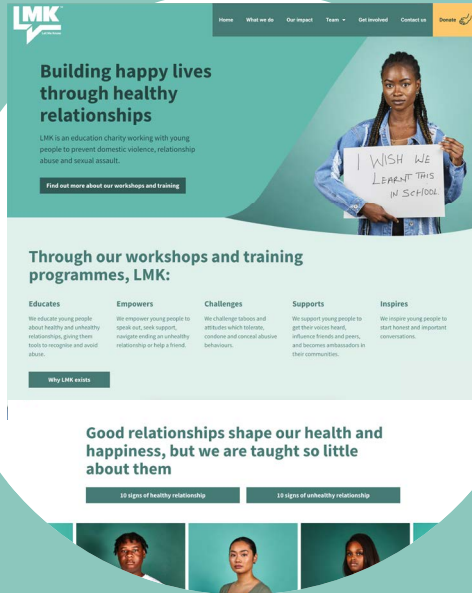 LMK
Home What we do Our impact Team Get involved Contact us Donate
Building happy lives
through healthy
relationships
LMK is an education charity working with young
people to prevent domestic violence, relationship
abuse and sexual assault.
Find out more about our workshops and training
I WISH WE
LEARNT THIS
IN SCHOOL.
Through our workshops and training
programmes, LMK:
Educates
We educate young people
about healthy and unhealthy
relationships, giving them
tools to recognise and avoid
abuse.
Empowers
We empower young people to
speak out, seek support,
navigate ending an unhealthy
relationship or help a friend.
Challenges
We challenge taboos and
attitudes which tolerate,
condone and conceal abusive
behaviours.
Supports
We support young people to
get their voices heard,
influence friends and peers,
and becomes ambassadors in
their communities.
Inspires
We inspire young people to
start honest and important
conversations.
Why LMK exists
Good relationships shape our health and
happiness, but we are taught so little
about them
10 signs of healthy relationship
10 signs of unhealthy relationship